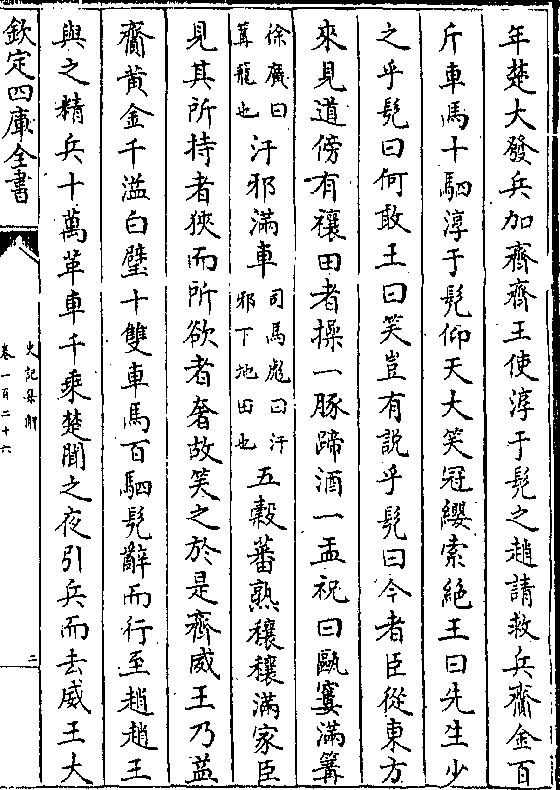 年楚大發兵加齊齊王使淳于髡之趙請救兵齎金百
斤車馬十駟淳于髡仰天大笑冠纓索絶王曰先生少
之乎髡曰何敢王曰笑豈有説乎髡曰今者臣從東方
來見道傍有禳田者操一豚蹄酒一盂祝曰甌窶滿篝
徐廣曰篝籠也汙邪滿車司馬彪曰汙邪下地田也五穀蕃熟穰穰滿家臣
見其所持者狹而所欲者奢故笑之於是齊威王乃益
齎黄金千溢白璧十雙車馬百駟髡辭而行至趙趙王
與之精兵十萬革車千乘楚聞之夜引兵而去威王大
欽定四庫全書
史記集解
卷一百二十六
二